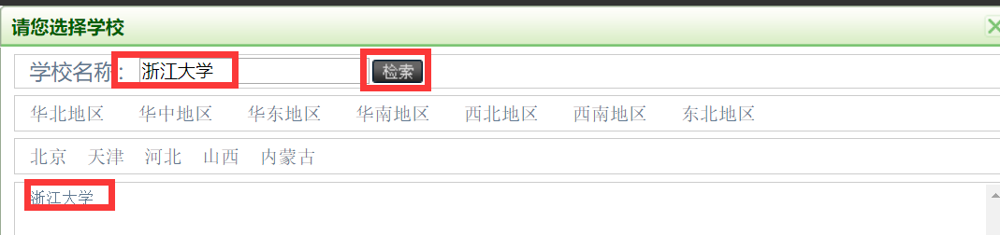 请您选择学校
学校名称: 浙江大学 检索
华北地区 华中地区 华东地区 华南地区 西北地区 西南地区 东北地区
北京 天津 河北 山西 内蒙古
浙江大学